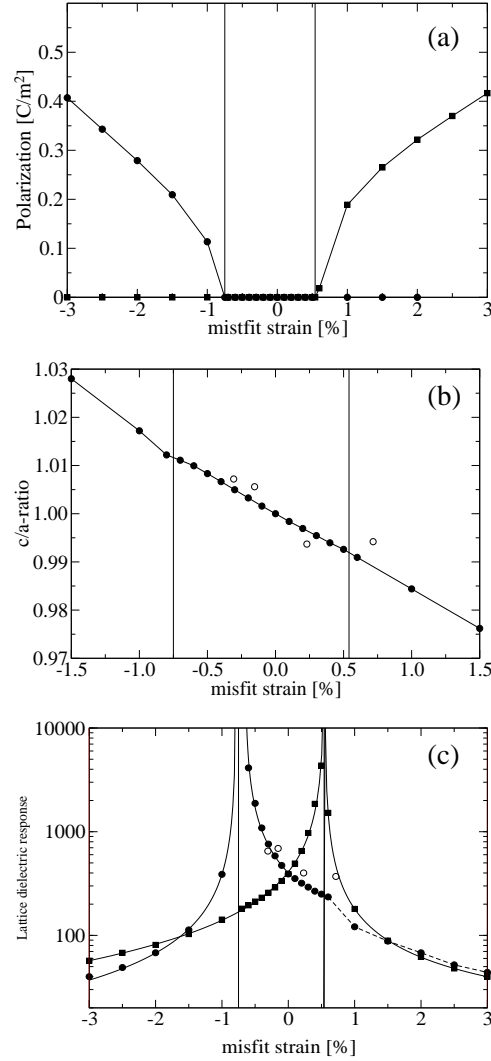 (a)
Polarization [C/m²]
0.5
0.4
0.3
0.2
0.1
0
-3 -2 -1 0 1 2 3
mistfit strain [%]
(b)
c/a-ratio
1.03
1.02
1.01
1.00
0.99
0.98
0.97
-1.5 -1.0 -0.5 0.0 0.5 1.0 1.5
misfit strain [%]
(c)
Lattice dielectric response
10000
1000
100
-3 -2 -1 0 1 2 3
misfit strain [%]